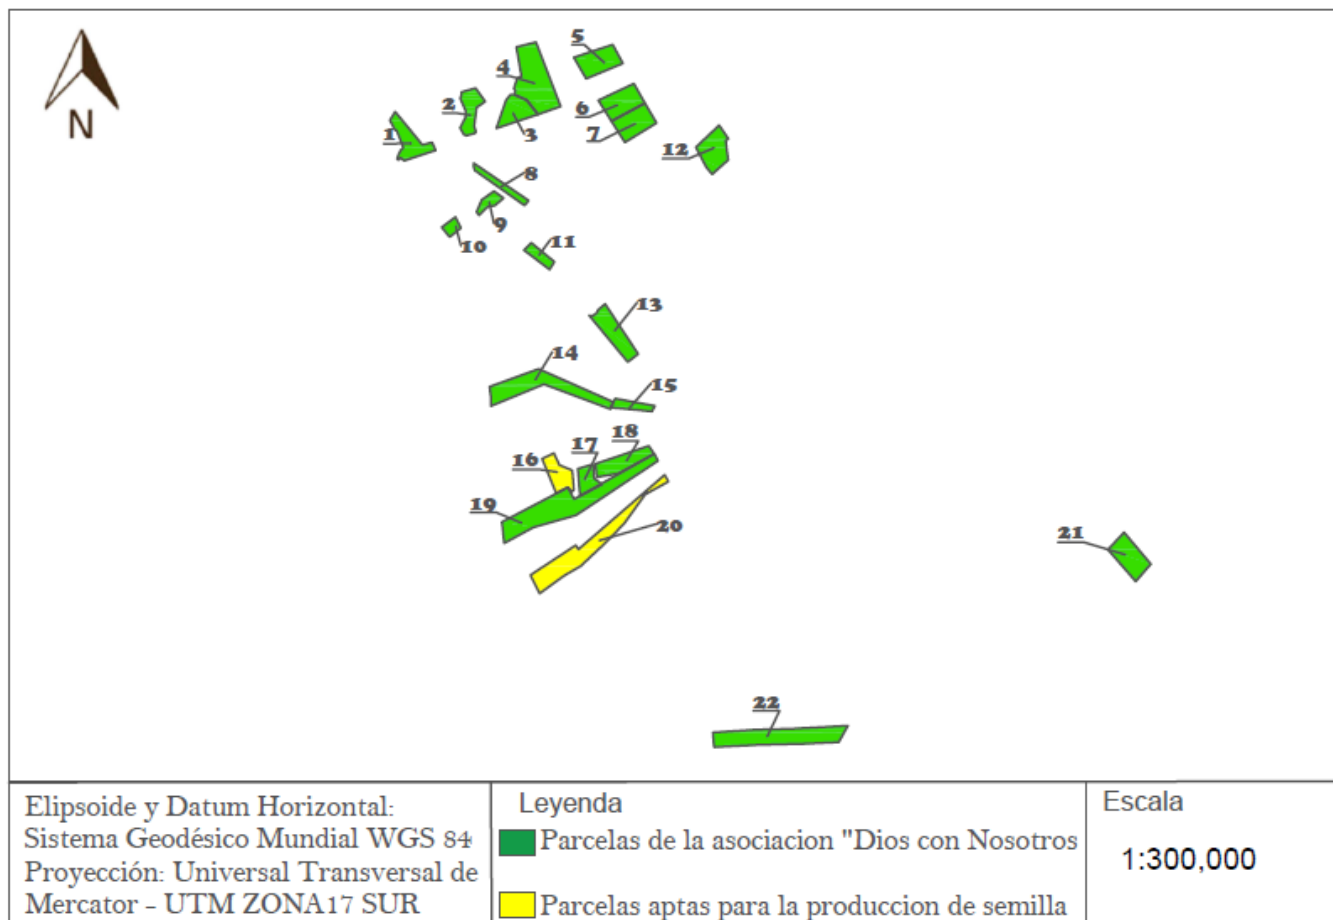 N
5
4
2
6
3
1
7
12
8
9
10
11
13
14
15
18
17
16
19
20
21
22
Elipsoide y Datum Horizontal:
Sistema Geodésico Mundial WGS 84
Proyección: Universal Transversal de
Mercator - UTM ZONA17 SUR
Leyenda
Parcelas de la asociacion "Dios con Nosotros
Parcelas aptas para la produccion de semilla
Escala
1:300,000